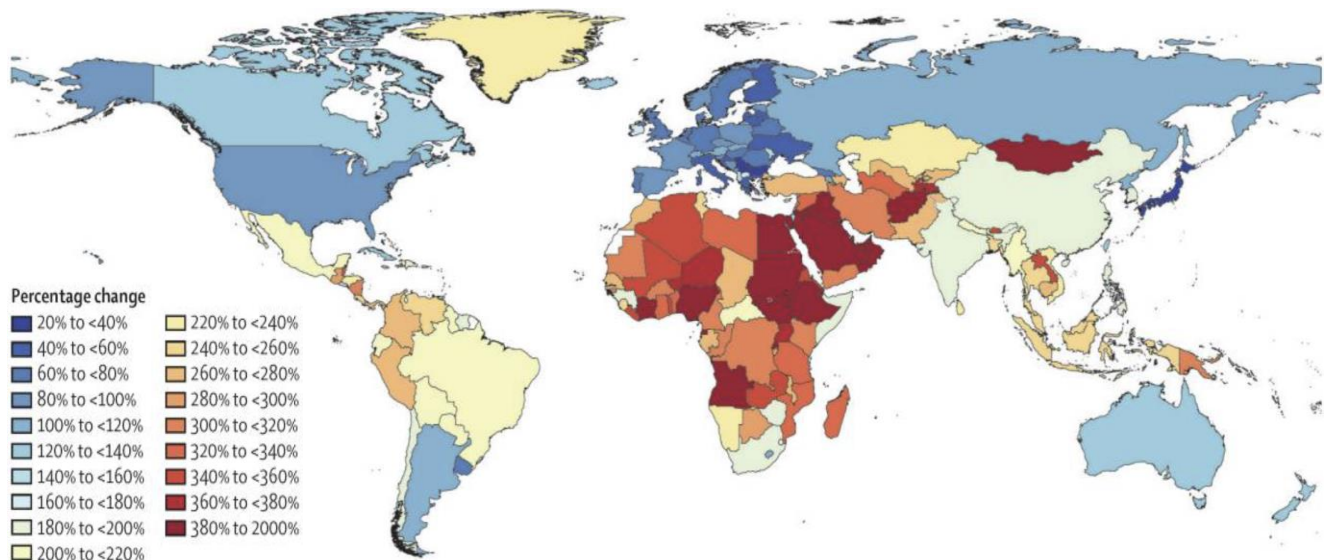 Percentage change
20% to <40%
40% to <60%
60% to <80%
80% to <100%
100% to <120%
120% to <140%
140% to <160%
160% to <180%
180% to <200%
200% to <220%
220% to <240%
240% to <260%
260% to <280%
280% to <300%
300% to <320%
320% to <340%
340% to <360%
360% to <380%
380% to 2000%